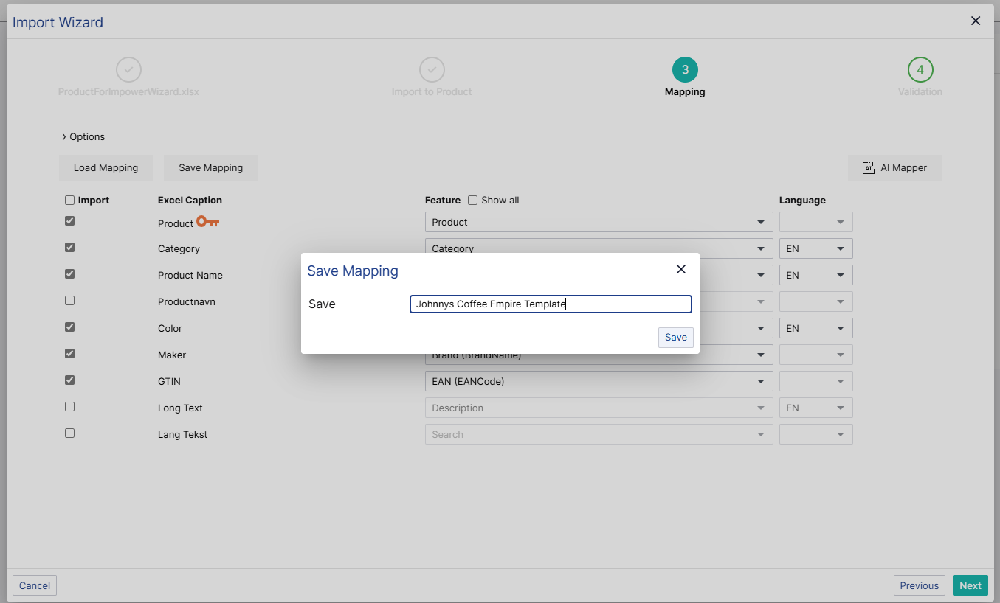 Import Wizard
3
4
ProductForImpowerWizard.xlsx
Import to Product
Mapping
Validation
Options
Load Mapping
Save Mapping
AI AI Mapper
Import
Excel Caption
Feature
Show all
Language
Product
Product
Category
Category
EN
Product Name
EN
Productnavn
Color
EN
Maker
Brand (BrandName)
GTIN
EAN (EANCode)
Long Text
Description
EN
Lang Tekst
Search
Save Mapping
Save
Johnnys Coffee Empire Template
Save
Cancel
Previous
Next